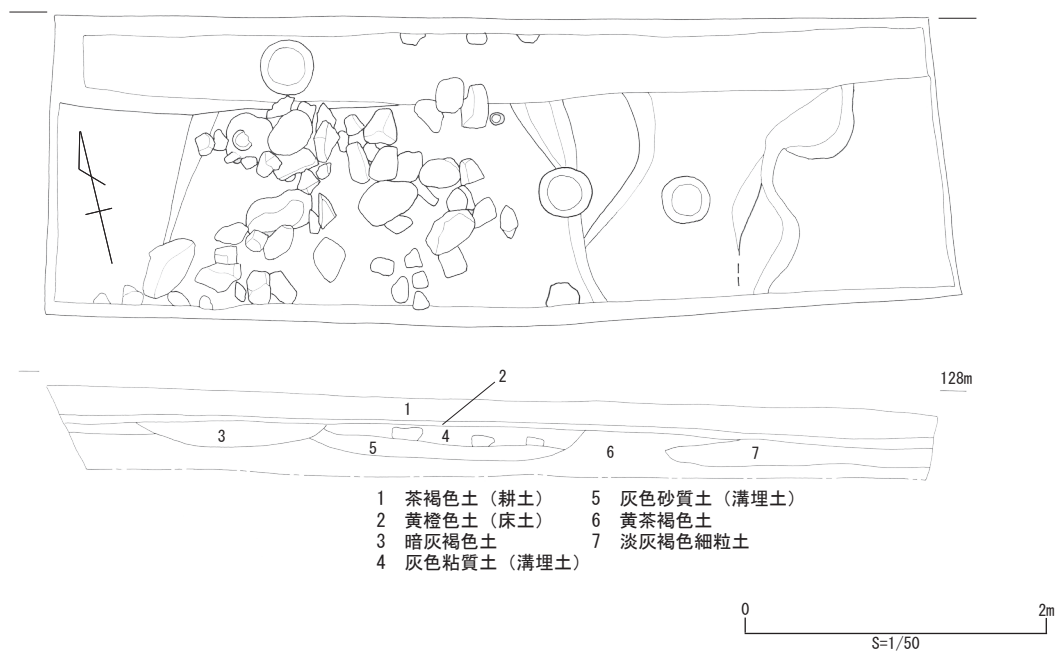 2
128m
1
3
4
5
6
7
1 茶褐色土（耕土）
2 黄橙色土（床土）
3 暗灰褐色土
4 灰色粘質土（溝埋土）
5 灰色砂質土（溝埋土）
6 黄茶褐色土
7 淡灰褐色細粒土
0 2m
S=1/50